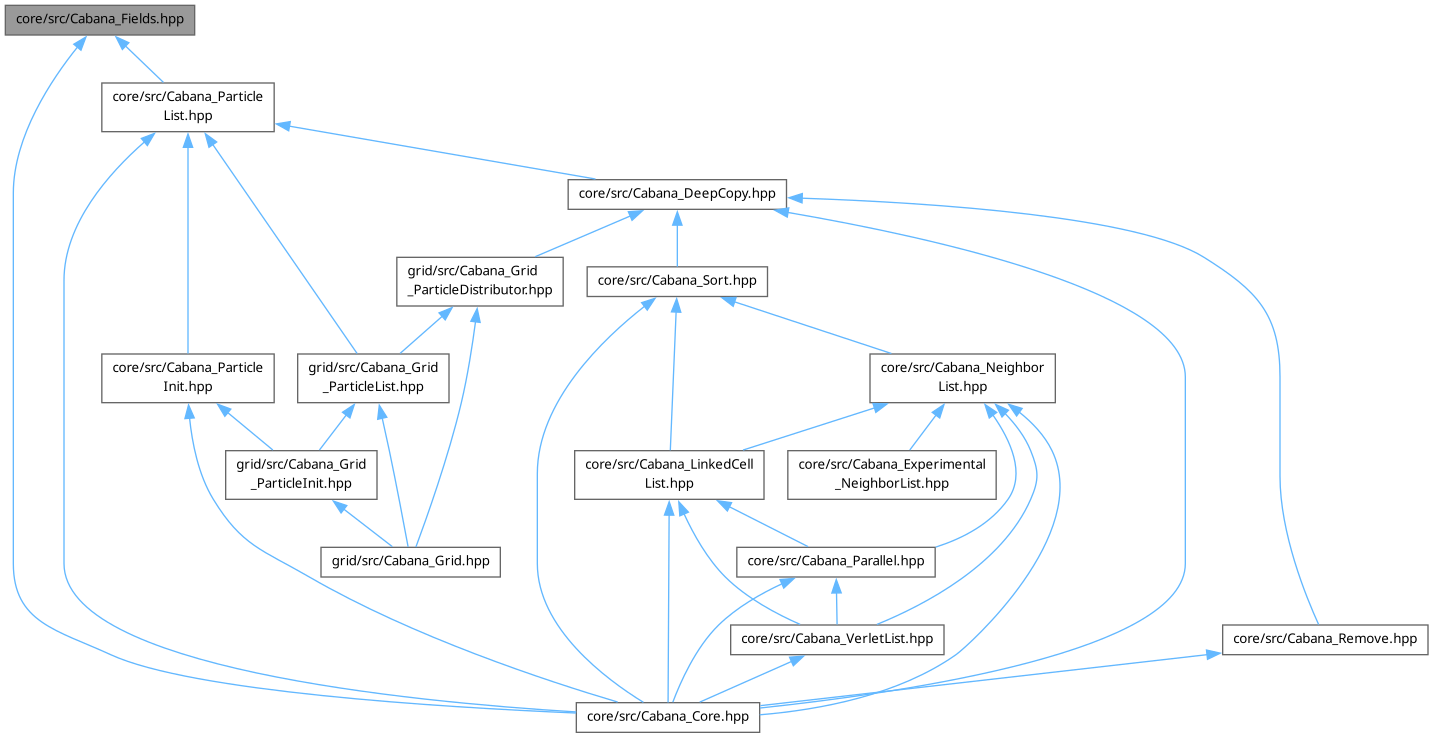 core/src/Cabana_Fields.hpp
core/src/Cabana_Particle
List.hpp
core/src/Cabana_DeepCopy.hpp
grid/src/Cabana_Grid
_ParticleDistributor.hpp
core/src/Cabana_Sort.hpp
core/src/Cabana_Particle
Init.hpp
grid/src/Cabana_Grid
_ParticleList.hpp
core/src/Cabana_Neighbor
List.hpp
grid/src/Cabana_Grid
_ParticleInit.hpp
core/src/Cabana_LinkedCell
List.hpp
core/src/Cabana_Experimental
_NeighborList.hpp
grid/src/Cabana_Grid.hpp
core/src/Cabana_Parallel.hpp
core/src/Cabana_VerletList.hpp
core/src/Cabana_Remove.hpp
core/src/Cabana_Core.hpp